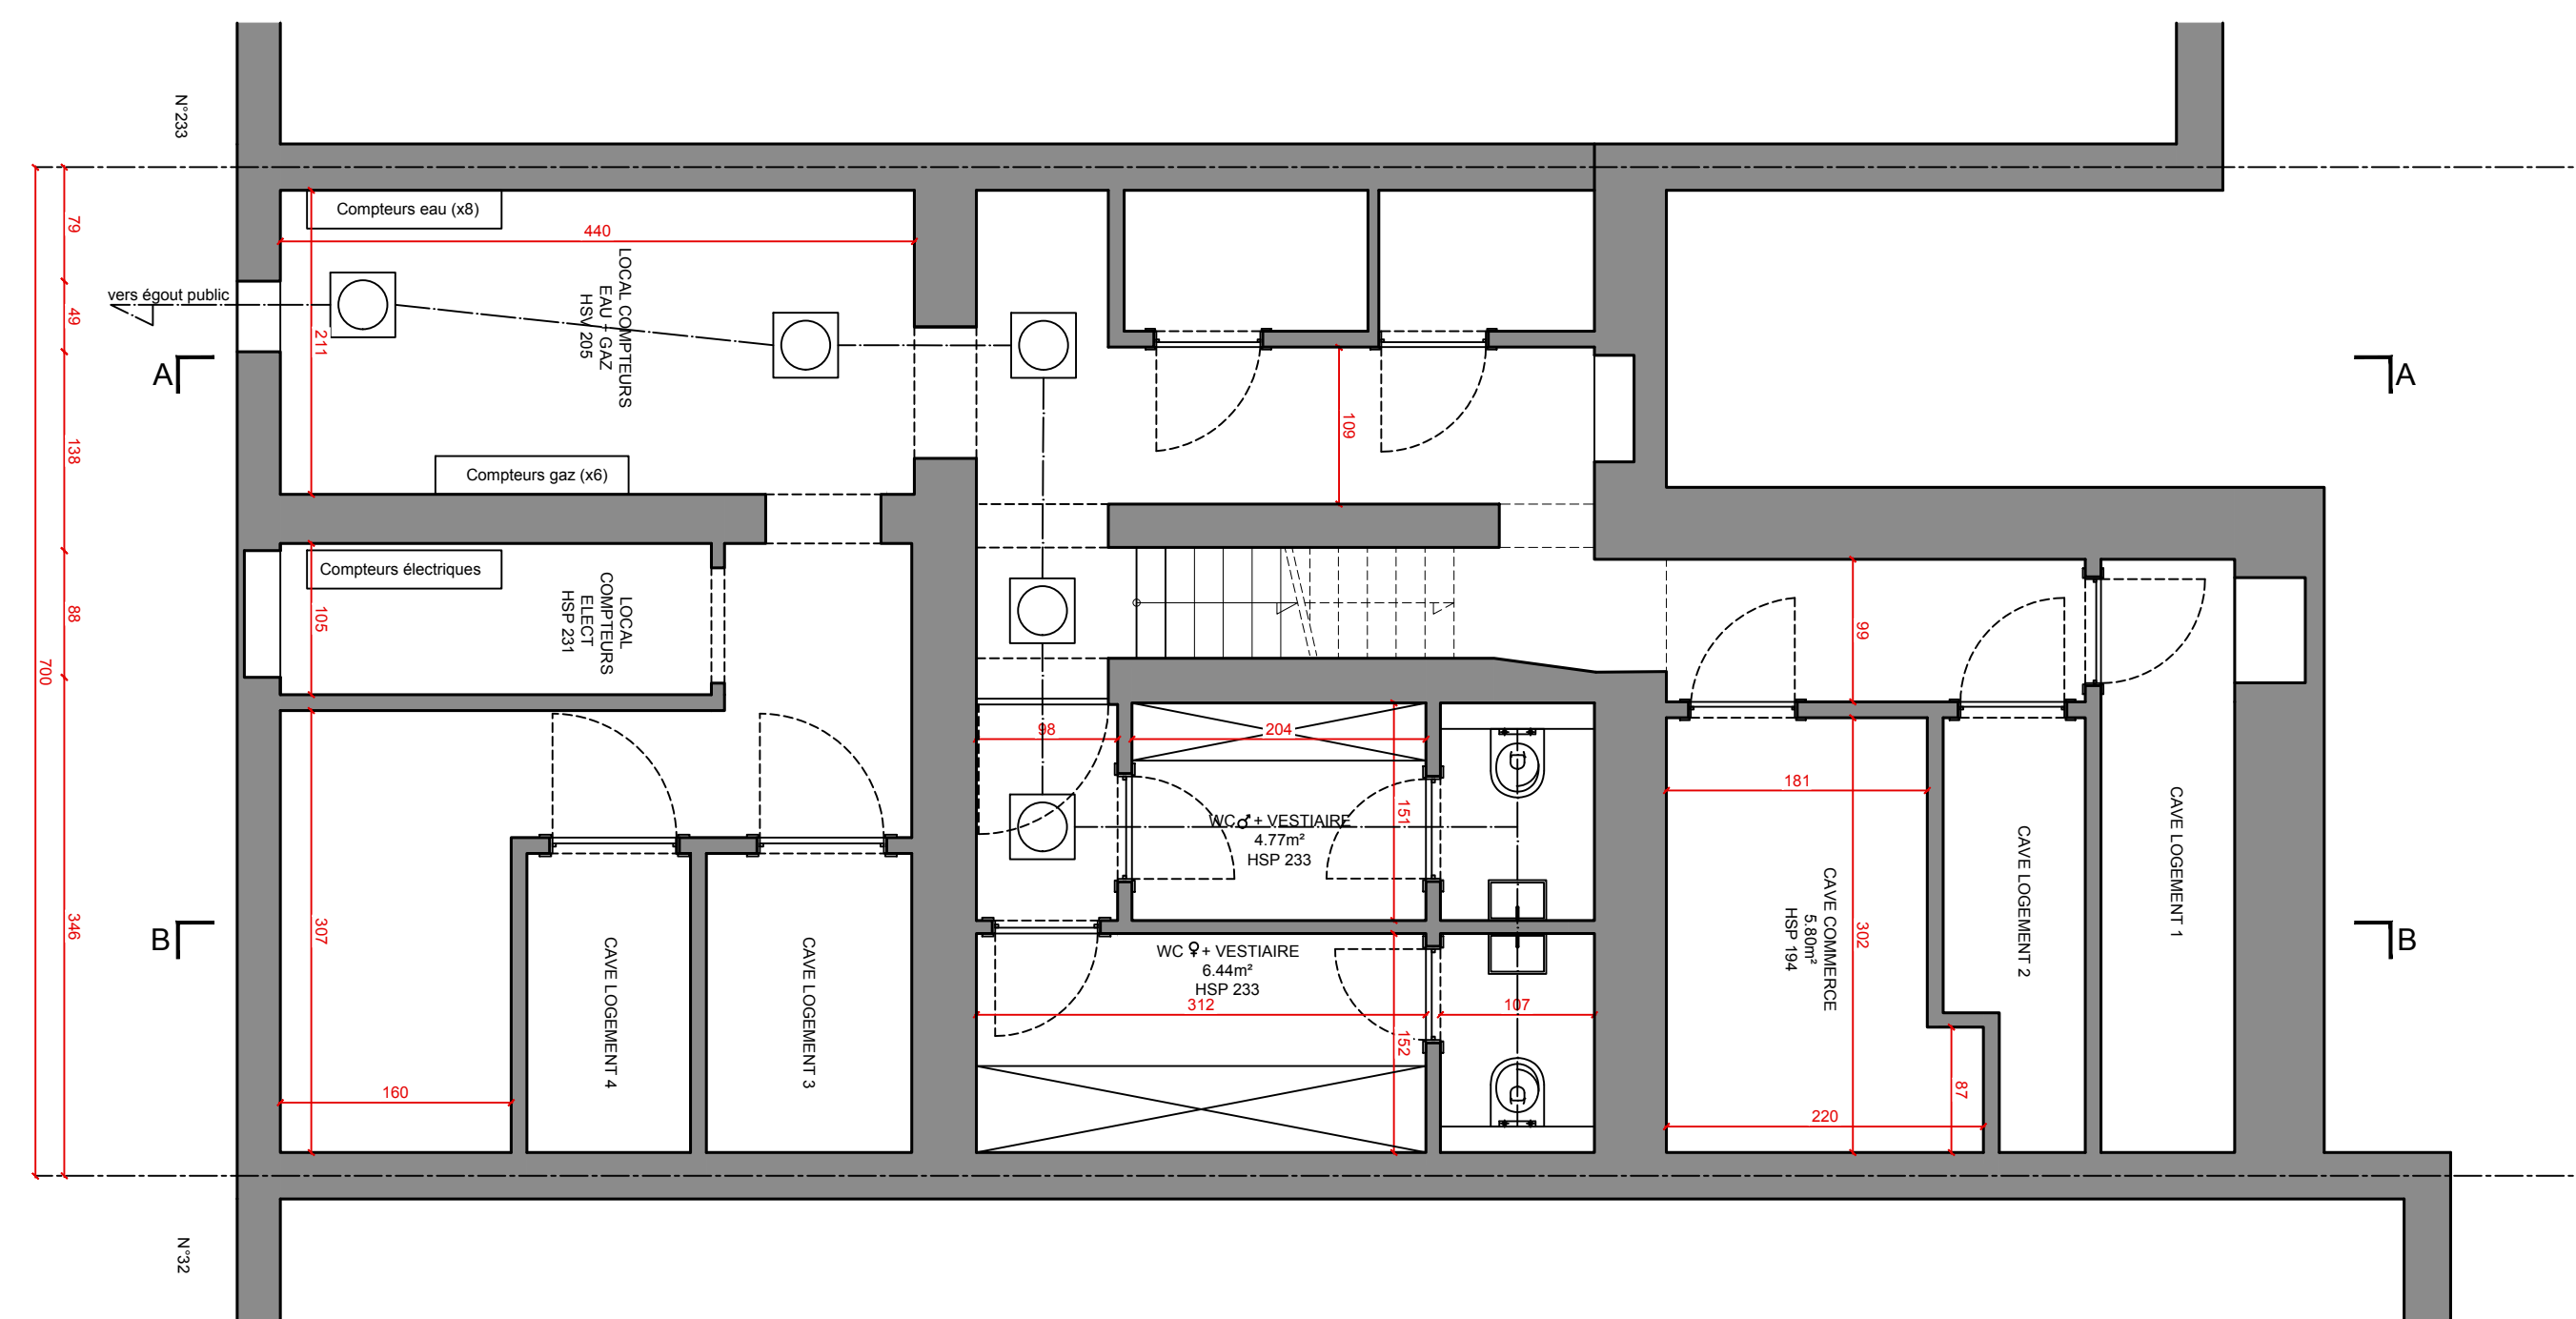 N°233
Compteurs eau (x8)
440
79
LOCAL COMPTEURS
EAU + GAZ
HSV 205
vers égout public
49
211
A
A
138
109
Compteurs gaz (x6)
Compteurs électriques
LOCAL
COMPTEURS
ELECT
HSP 231
105
88
99
700
98
204
181
151
WC ♂ + VESTIAIRE
4.77m²
HSP 233
CAVE LOGEMENT 1
CAVE LOGEMENT 2
CAVE COMMERCE
5.80m²
HSP 194
302
346
307
B
B
WC ♀ + VESTIAIRE
6.44m²
HSP 233
312
107
152
CAVE LOGEMENT 4
CAVE LOGEMENT 3
160
87
220
N°32